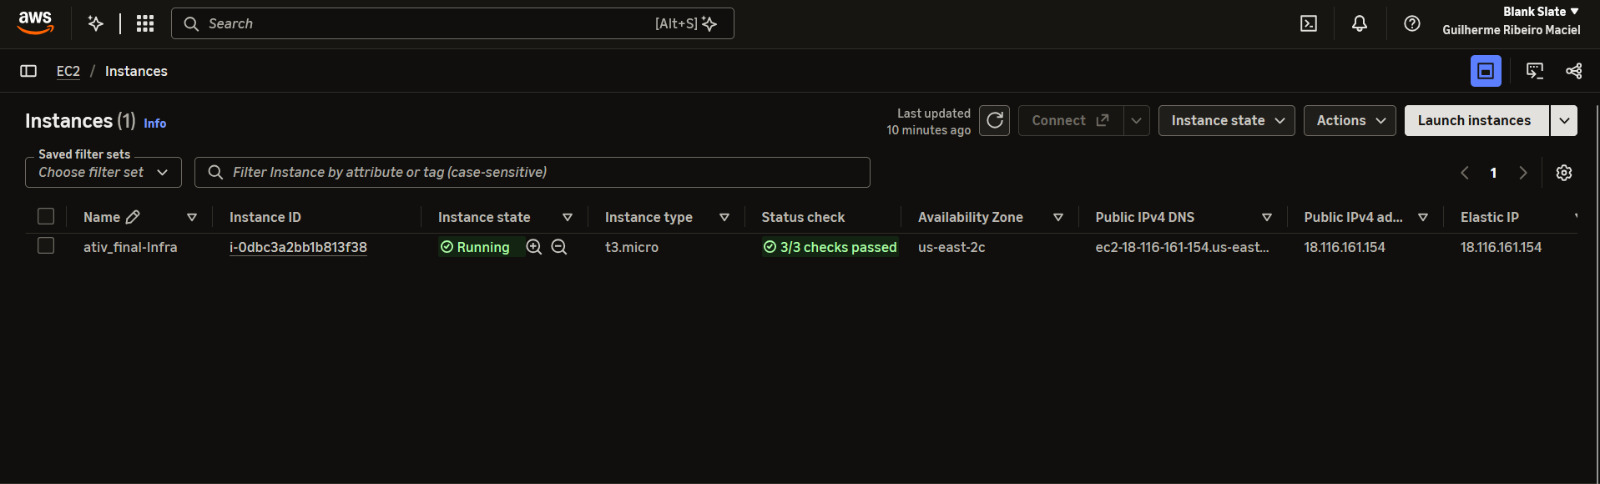 aws
Search [Alt+S]
Blank Slate
Guilherme Ribeiro Maciel
EC2 / Instances
Instances (1) Info
Last updated
10 minutes ago
Connect
Instance state
Actions
Launch instances
Saved filter sets
Choose filter set
Filter Instance by attribute or tag (case-sensitive)
1
Name Instance ID Instance state Instance type Status check Availability Zone Public IPv4 DNS Public IPv4 ad... Elastic IP
ativ_final-Infra i-0dbc3a2bb1b813f38 Running t3.micro 3/3 checks passed us-east-2c ec2-18-116-161-154.us-east... 18.116.161.154 18.116.161.154